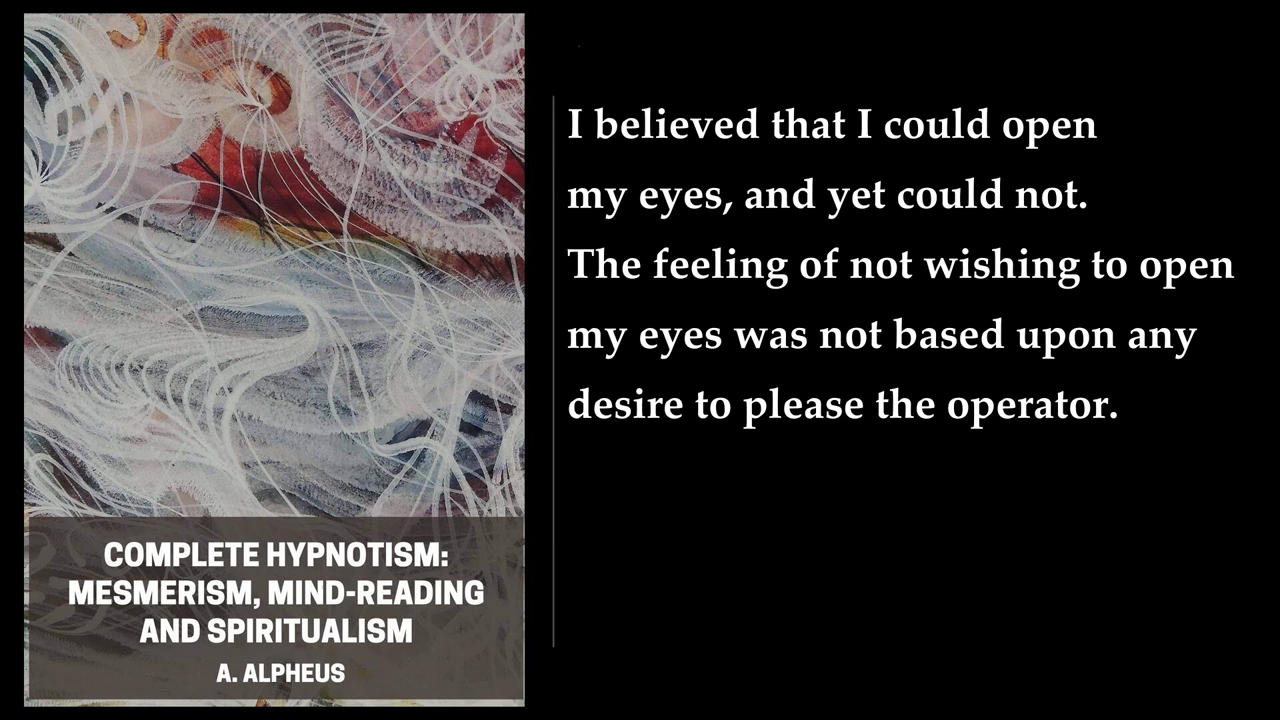 COMPLETE HYPNOTISM:
MESMERISM, MIND-READING
AND SPIRITUALISM
A. ALPHEUS
I believed that I could open
my eyes, and yet could not.
The feeling of not wishing to open
my eyes was not based upon any
desire to please the operator.